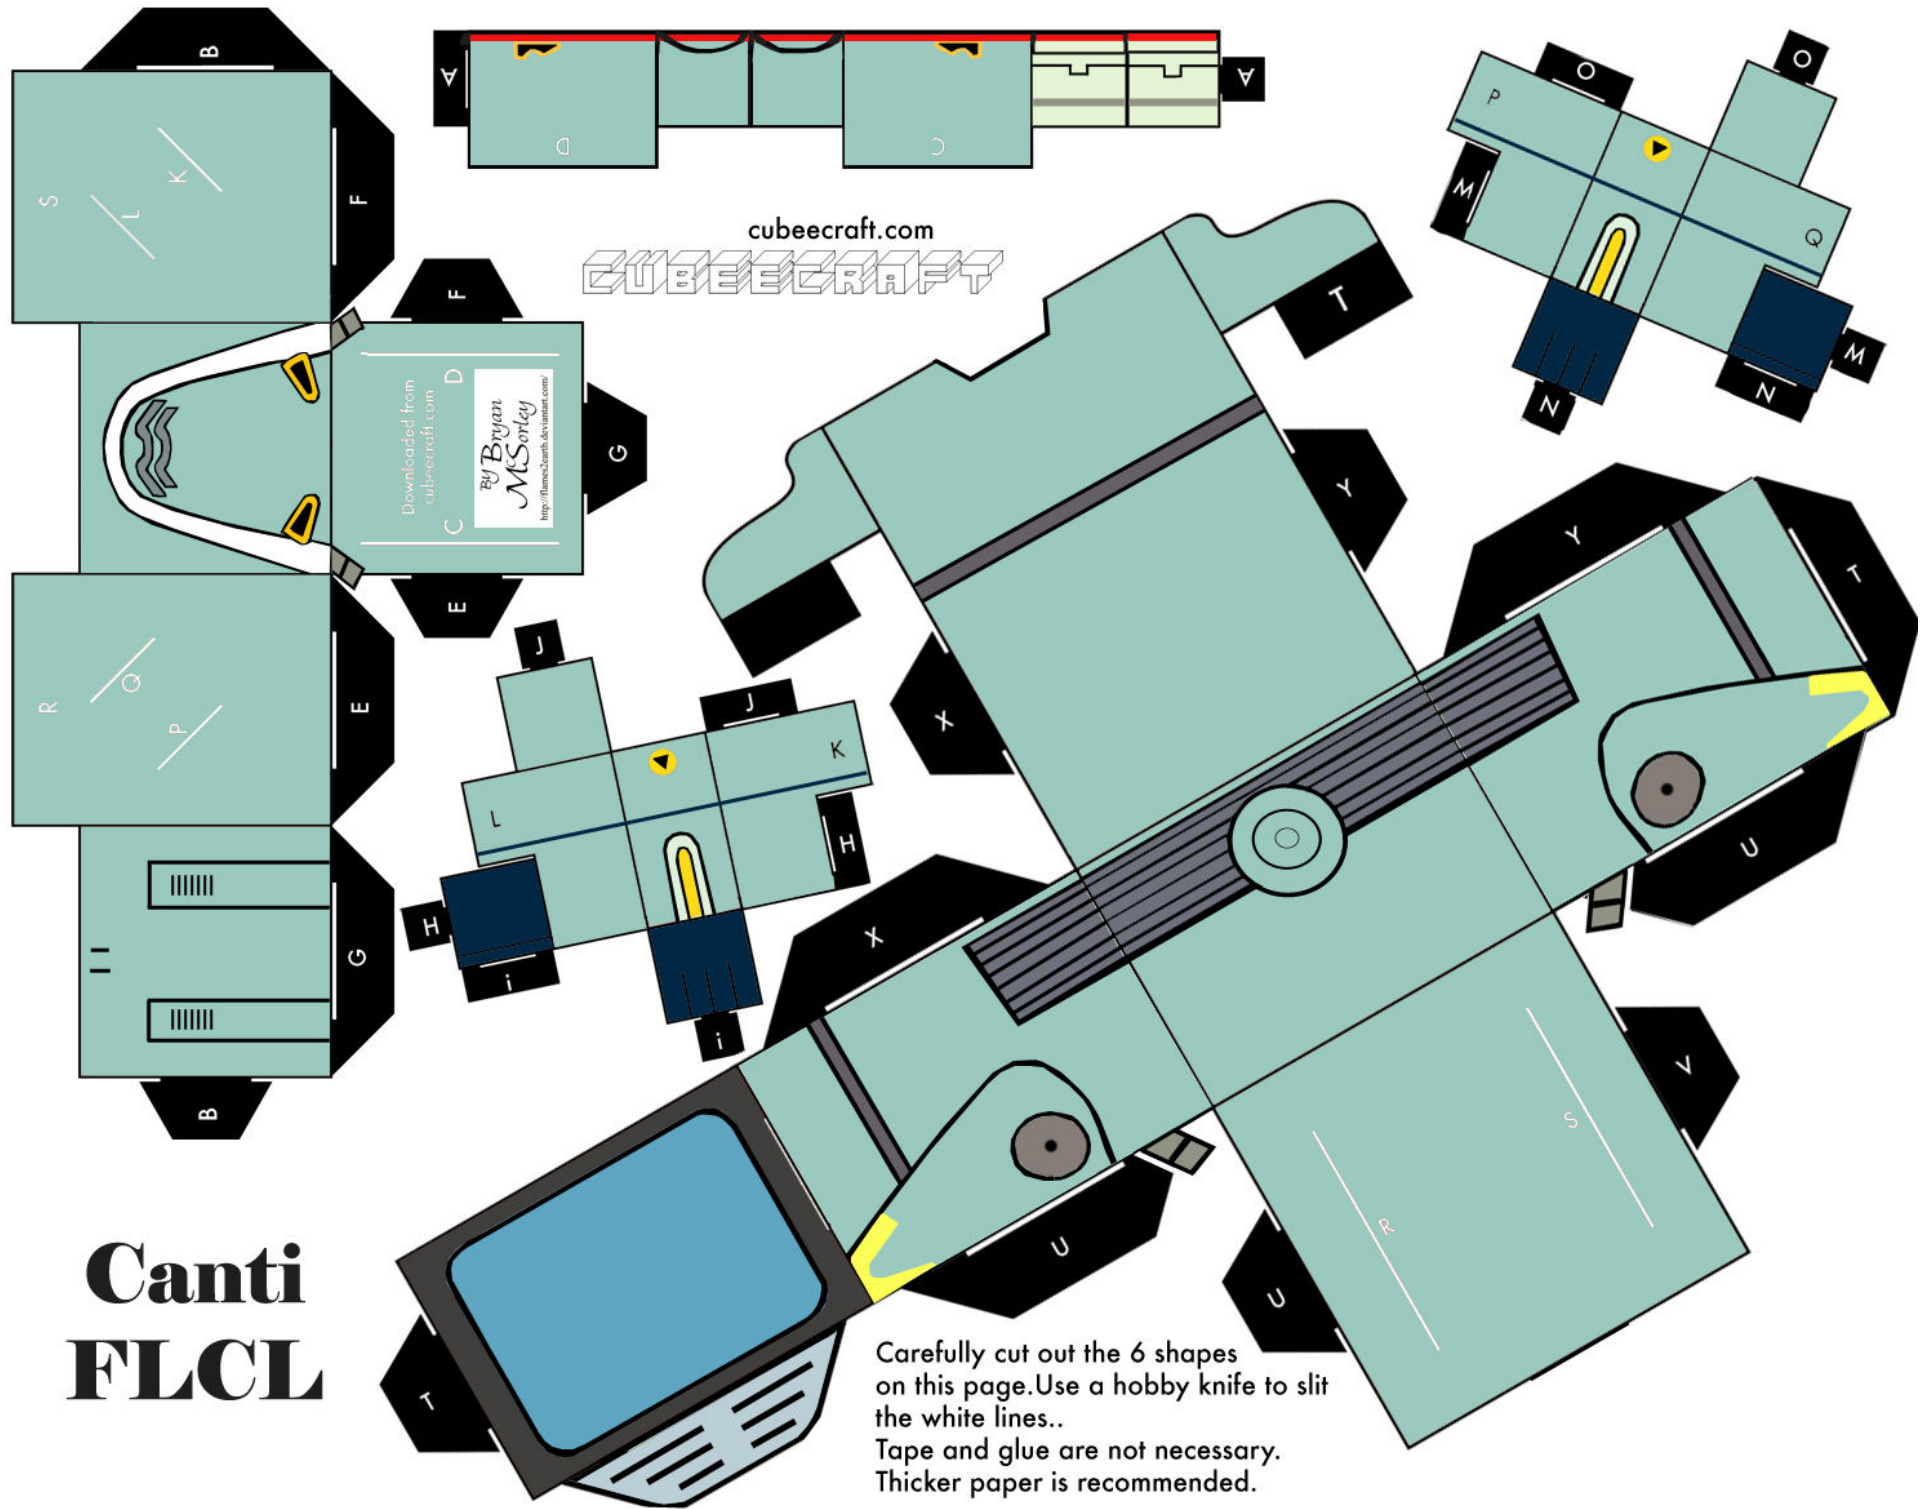 B
A
A
D
C
O
O
P
M
Q
M
N
N
S
K
L
F
cubeecraft.com
CUBEECRAFT
T
F
D
Downloaded from
cubeecraft.com
By Bryan
McSorley
http://flames2earth.deviantart.com/
C
G
E
Y
Y
T
R
Q
P
E
J
J
K
L
H
H
i
i
X
X
U
G
B
V
S
R
U
U
T
Canti
FLCL
Carefully cut out the 6 shapes
on this page.Use a hobby knife to slit
the white lines..
Tape and glue are not necessary.
Thicker paper is recommended.